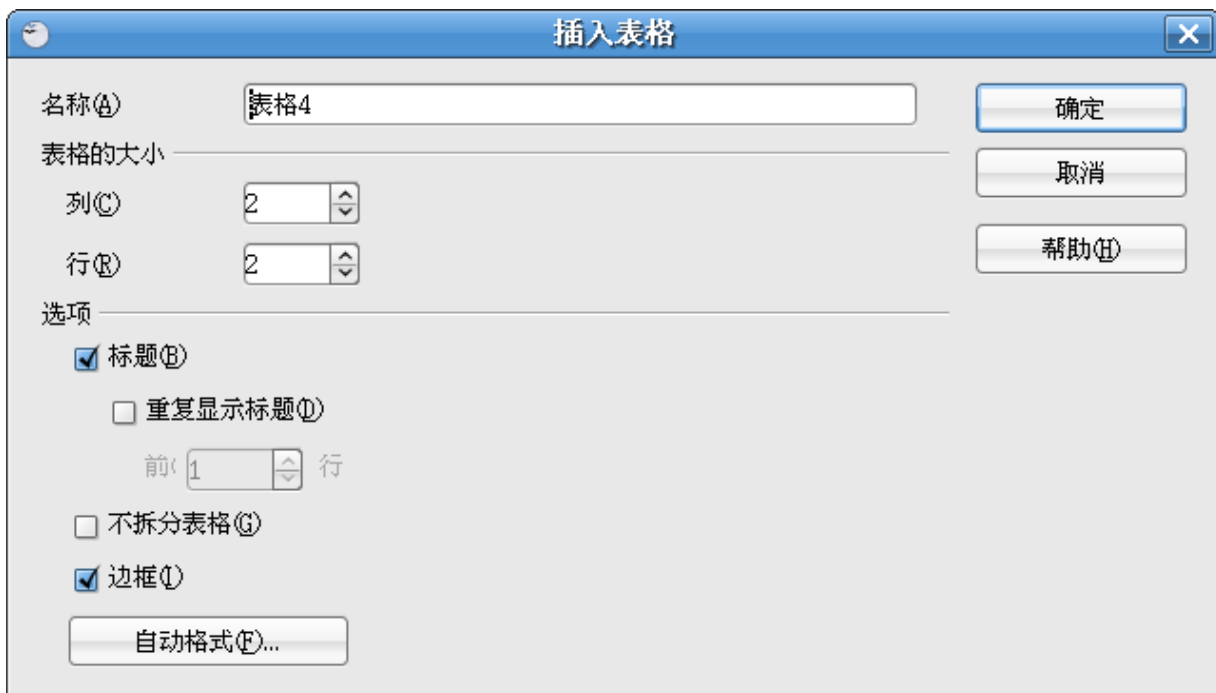 插入表格
名称(A) 表格4
确定
表格的大小
取消
列(C) 2
行(R) 2
帮助(H)
选项
标题(B)
重复显示标题(D)
前( 1 行
不拆分表格(G)
边框(I)
自动格式(F)...